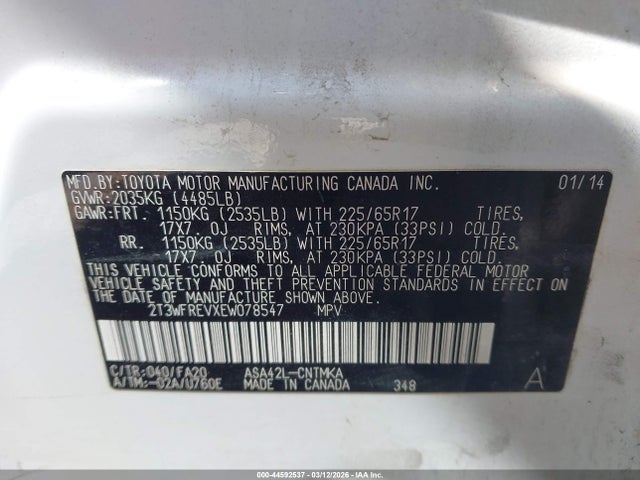 MFD.BY:TOYOTA MOTOR MANUFACTURING CANADA INC. 01/14
GVWR:2035KG (4485LB)
GAWR:FRT. 1150KG (2535LB) WITH 225/65R17 TIRES,
17X7.0J RIMS, AT 230KPA (33PSI) COLD.
RR. 1150KG (2535LB) WITH 225/65R17 TIRES,
17X7.0J RIMS, AT 230KPA (33PSI) COLD.
THIS VEHICLE CONFORMS TO ALL APPLICABLE FEDERAL MOTOR
VEHICLE SAFETY AND THEFT PREVENTION STANDARDS IN EFFECT ON
THE DATE OF MANUFACTURE SHOWN ABOVE.
2T3WFREVXEW078547 MPV
C/TR:040/FA20 ASA42L-CNTMKA
A/TM:-02A/U760E MADE IN CANADA 348 A
000-44592537 - 03/12/2026 - IAAI.COM